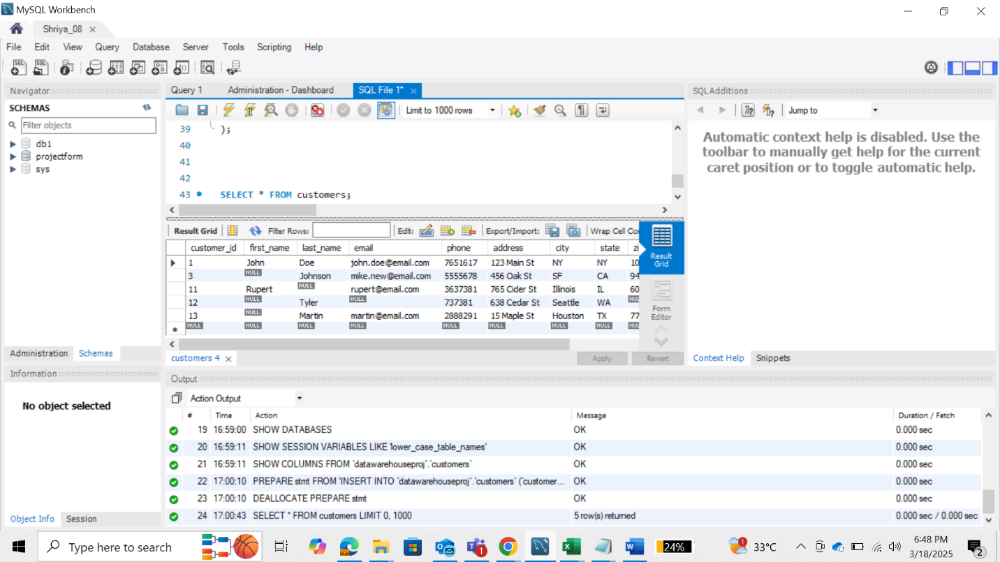 MySQL Workbench
Shriya_08
File Edit View Query Database Server Tools Scripting Help
Navigator
SCHEMAS
Filter objects
db1
projectform
sys
Administration Schemas
Information
No object selected
Object Info Session
Query 1 Administration - Dashboard SQL File 1*
Limit to 1000 rows
39 );
40
41
42
43 SELECT * FROM customers;
Result Grid Filter Rows: Edit: Export/Import: Wrap Cell Co
customer_id first_name last_name email phone address city state zi
1 John Doe john.doe@email.com 7651617 123 Main St NY NY 10
3 NULL Johnson mike.new@email.com 5555678 456 Oak St SF CA 94
11 Rupert NULL rupert@email.com 3637381 765 Cider St Illinois IL 60
12 NULL Tyler NULL 737381 638 Cedar St Seattle WA NUL
13 NULL Martin martin@email.com 2888291 15 Maple St Houston TX 77
NULL NULL NULL NULL NULL NULL NULL NULL NUL
Result
Grid
Form
Editor
customers 4
Apply Revert
SQLAdditions
Jump to
Automatic context help is disabled. Use the
toolbar to manually get help for the current
caret position or to toggle automatic help.
Context Help Snippets
Output
Action Output
# Time Action Message Duration / Fetch
19 16:59:00 SHOW DATABASES OK 0.000 sec
20 16:59:11 SHOW SESSION VARIABLES LIKE 'lower_case_table_names' OK 0.000 sec
21 16:59:11 SHOW COLUMNS FROM `datawarehouseproj`.`customers` OK 0.000 sec
22 17:00:10 PREPARE stmt FROM 'INSERT INTO `datawarehouseproj`.`customers` (`customer... OK 0.000 sec
23 17:00:10 DEALLOCATE PREPARE stmt OK 0.000 sec
24 17:00:43 SELECT * FROM customers LIMIT 0, 1000 5 row(s) returned 0.000 sec / 0.000 sec
Type here to search
24%
33°C
6:48 PM
3/18/2025